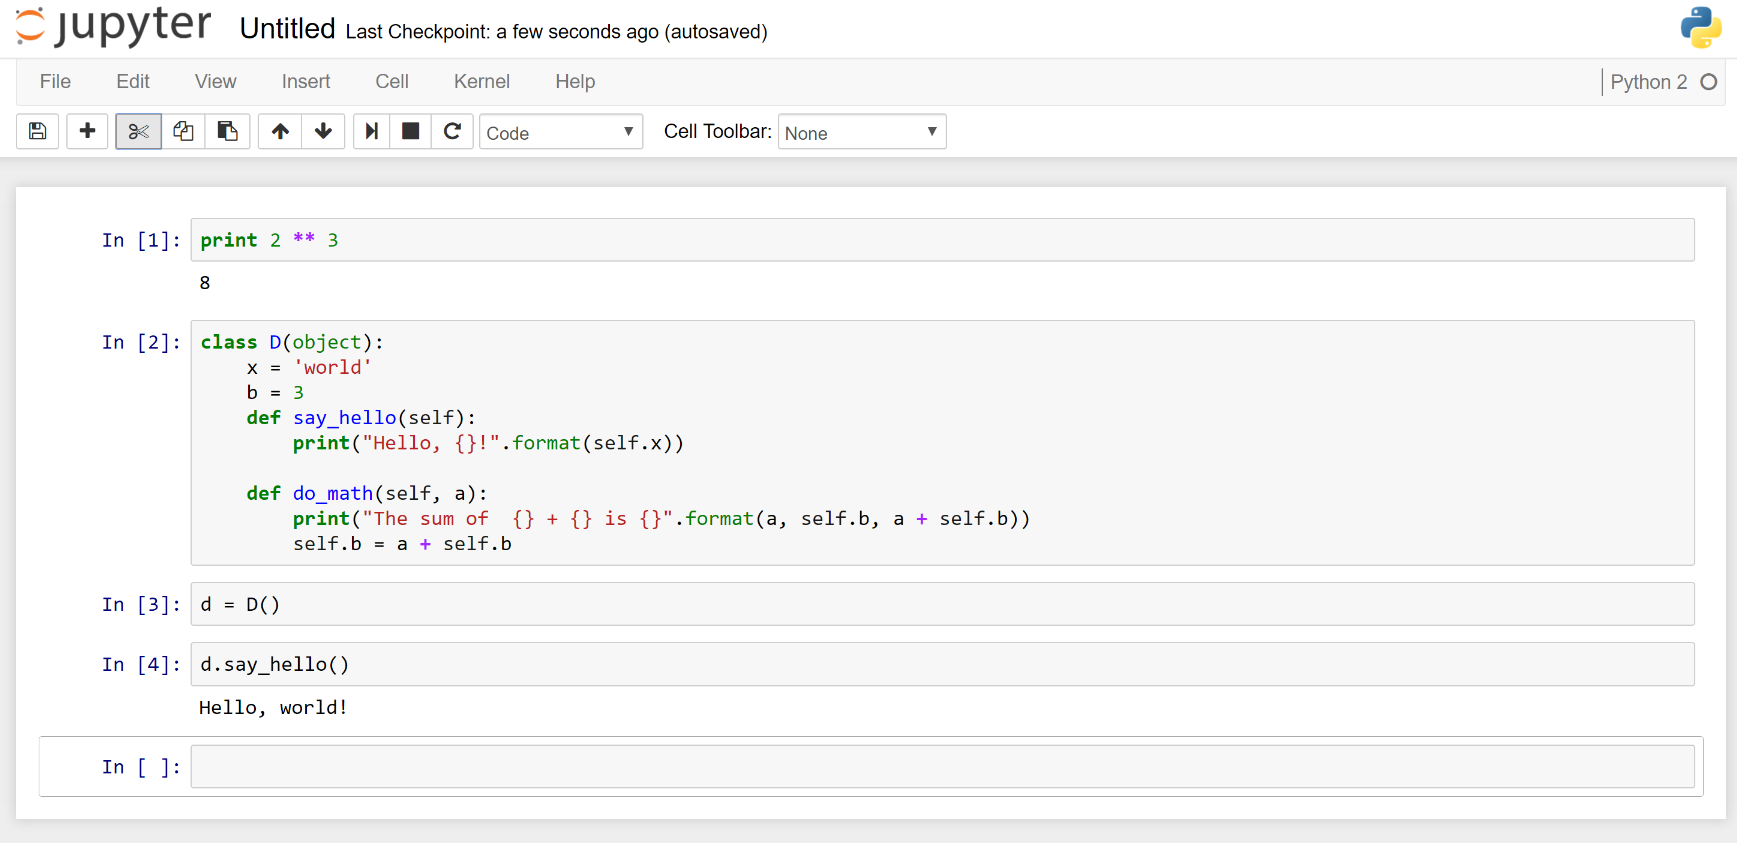 jupyter Untitled Last Checkpoint: a few seconds ago (autosaved)
File Edit View Insert Cell Kernel Help Python 2
Code Cell Toolbar: None
In [1]: print 2 ** 3
8
In [2]: class D(object):
    x = 'world'
    b = 3
    def say_hello(self):
        print("Hello, {}!".format(self.x))
    def do_math(self, a):
        print("The sum of  {} + {} is {}".format(a, self.b, a + self.b))
        self.b = a + self.b
In [3]: d = D()
In [4]: d.say_hello()
Hello, world!
In [ ]: